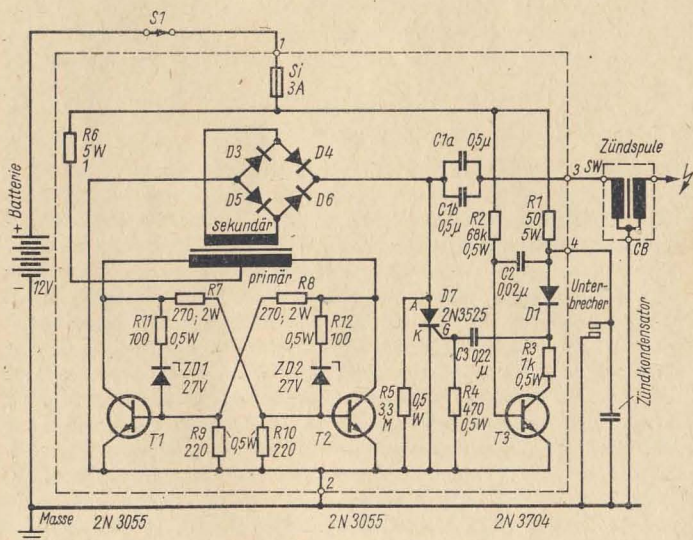 S1
1
Si
3A
R6
5W
1
D3
D4
D5
D6
sekundär
primär
C1a
0,5µ
C1b
0,5µ
R2
68k
0,5W
R1
50
5W
3
SW
Zündspule
4
CB
C2
0,02µ
D1
Unter-
brecher
Zündkondensator
+ Batterie
-
12V
R7
270; 2W
R8
270; 2W
R11
100
0,5W
ZD1
27V
R12
100
0,5W
ZD2
27V
D7
2N3525
A
K
G
C3
0,22
µ
R3
1k
0,5W
R5
3,3
M
0,5
W
R4
470
0,5W
T1
R9
220
0,5W
R10
220
T2
T3
2
Masse
2N 3055
2N 3055
2N 3704